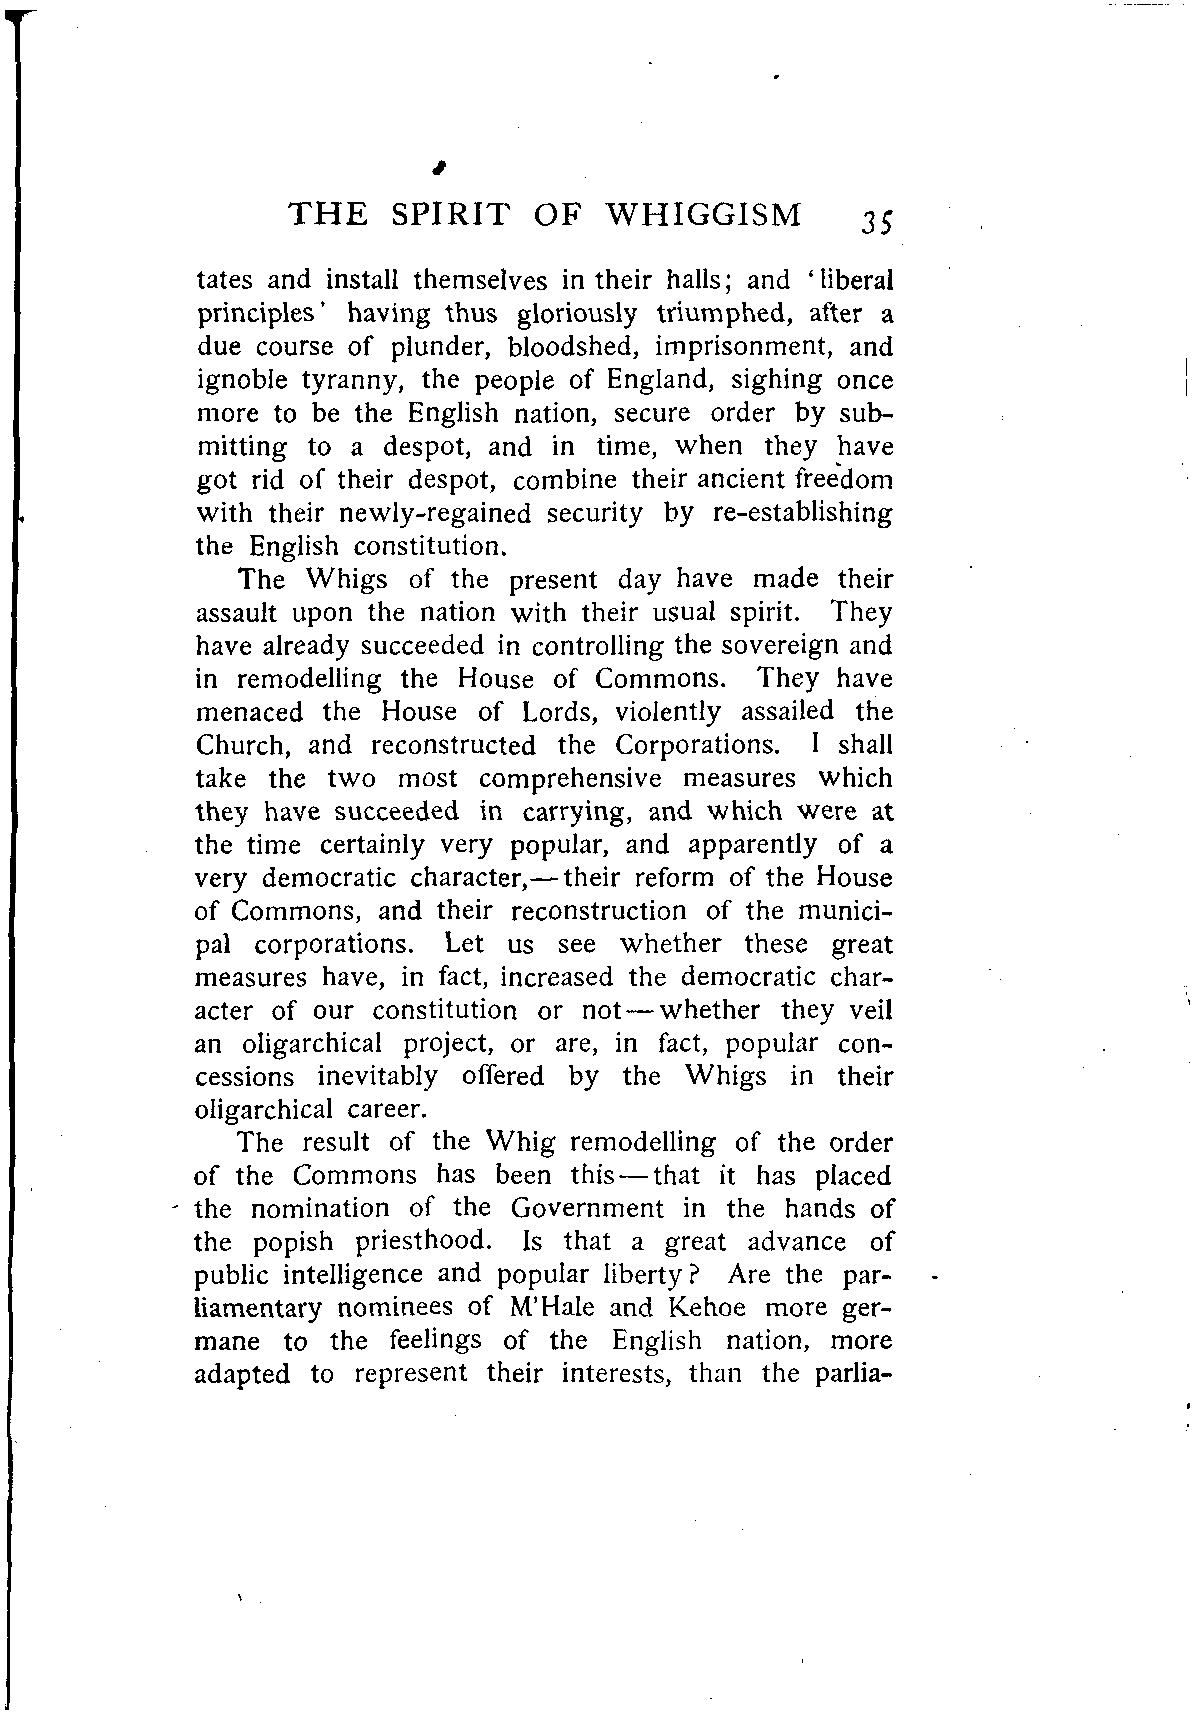 THE SPIRIT OF WHIGGISM 35
tates and install themselves in their halls; and ‘liberal
principles’ having thus gloriously triumphed, after a
due course of plunder, bloodshed, imprisonment, and
ignoble tyranny, the people of England, sighing once
more to be the English nation, secure order by sub-
mitting to a despot, and in time, when they have
got rid of their despot, combine their ancient freedom
with their newly-regained security by re-establishing
the English constitution.
The Whigs of the present day have made their
assault upon the nation with their usual spirit. They
have already succeeded in controlling the sovereign and
in remodelling the House of Commons. They have
menaced the House of Lords, violently assailed the
Church, and reconstructed the Corporations. I shall
take the two most comprehensive measures which
they have succeeded in carrying, and which were at
the time certainly very popular, and apparently of a
very democratic character,—their reform of the House
of Commons, and their reconstruction of the munici-
pal corporations. Let us see whether these great
measures have, in fact, increased the democratic char-
acter of our constitution or not—whether they veil
an oligarchical project, or are, in fact, popular con-
cessions inevitably offered by the Whigs in their
oligarchical career.
The result of the Whig remodelling of the order
of the Commons has been this—that it has placed
the nomination of the Government in the hands of
the popish priesthood. Is that a great advance of
public intelligence and popular liberty? Are the par-
liamentary nominees of M’Hale and Kehoe more ger-
mane to the feelings of the English nation, more
adapted to represent their interests, than the parlia-